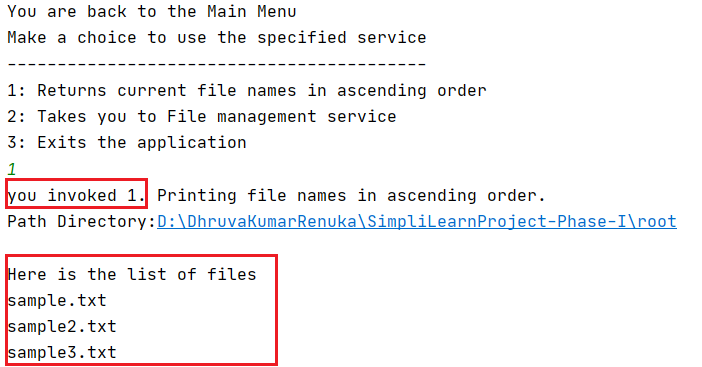 You are back to the Main Menu
Make a choice to use the specified service
------------------------------------------
1: Returns current file names in ascending order
2: Takes you to File management service
3: Exits the application
1
you invoked 1. Printing file names in ascending order.
Path Directory:D:\DhruvaKumarRenuka\SimpliLearnProject-Phase-I\root
Here is the list of files
sample.txt
sample2.txt
sample3.txt